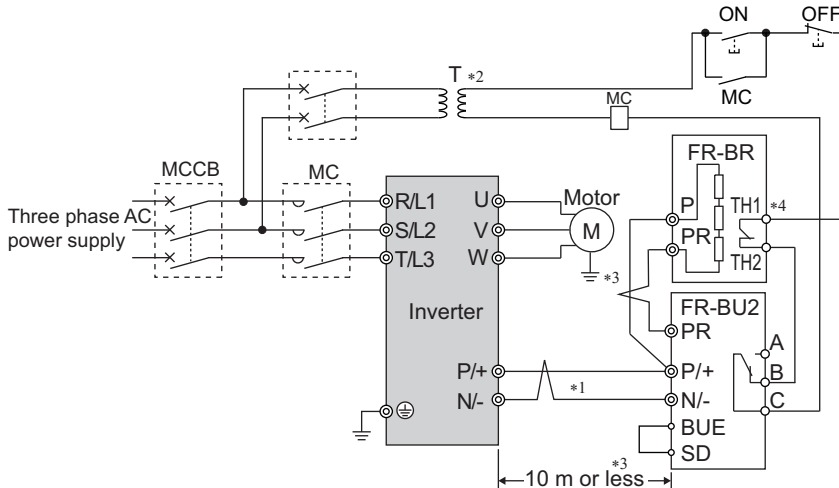 ON
OFF
T *2
MC
MC
FR-BR
MCCB
MC
R/L1
U
Motor
P
TH1
*4
Three phase AC
power supply
S/L2
V
M
PR
T/L3
W
*3
TH2
Inverter
FR-BU2
PR
A
P/+
P/+
B
N/-
*1
N/-
C
BUE
SD
10 m or less *3